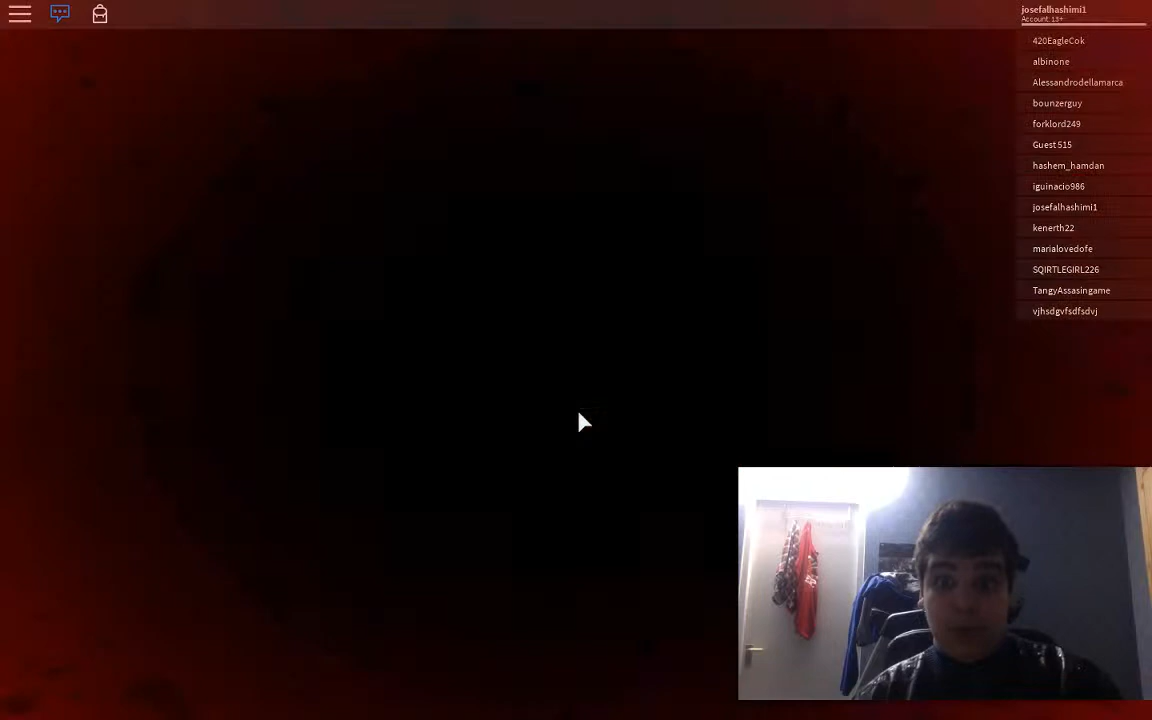 josefalhashimi1
Account: 13+
420EagleCok
albinone
Alessandrodellamarca
bounzerguy
forklord249
Guest 515
hashem_hamdan
iguinacio986
josefalhashimi1
kenerth22
marialovedofe
SQIRTLEGIRL226
TangyAssasingame
vjhsdgvfsdfsdvj